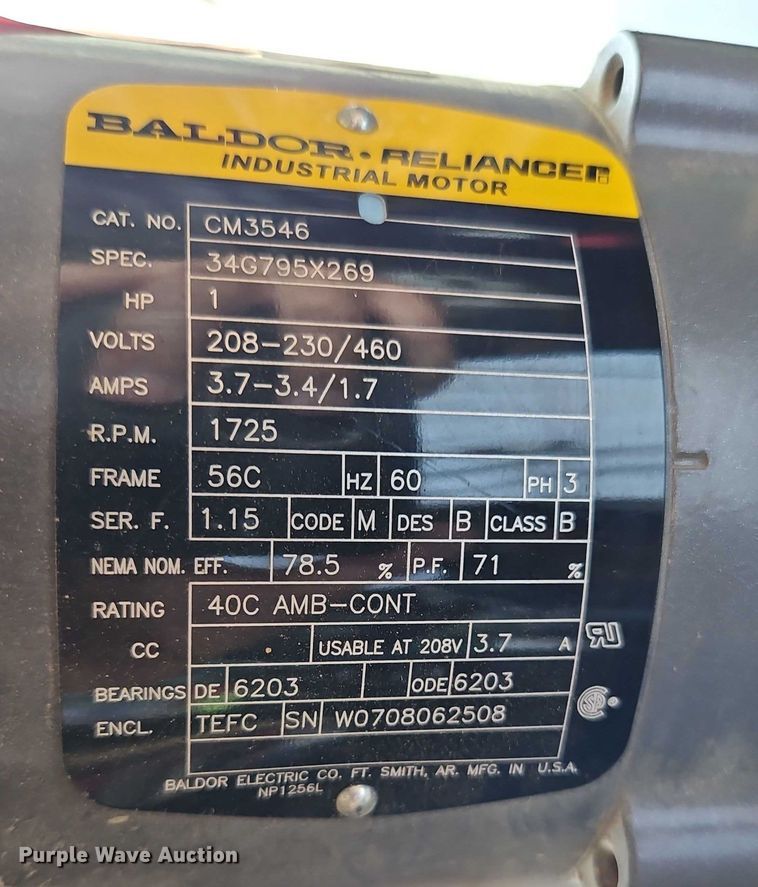 BALDOR • RELIANCER
INDUSTRIAL MOTOR
CAT. NO. CM3546
SPEC. 34G795X269
HP 1
VOLTS 208-230/460
AMPS 3.7-3.4/1.7
R.P.M. 1725
FRAME 56C HZ 60 PH 3
SER. F. 1.15 CODE M DES B CLASS B
NEMA NOM. EFF. 78.5 % P.F. 71 %
RATING 40C AMB-CONT
CC USABLE AT 208V 3.7 A
BEARINGS DE 6203 ODE 6203
ENCL. TEFC SN W0708062508
BALDOR ELECTRIC CO. FT. SMITH, AR. MFG. IN U.S.A.
NP1256L
Purple Wave Auction